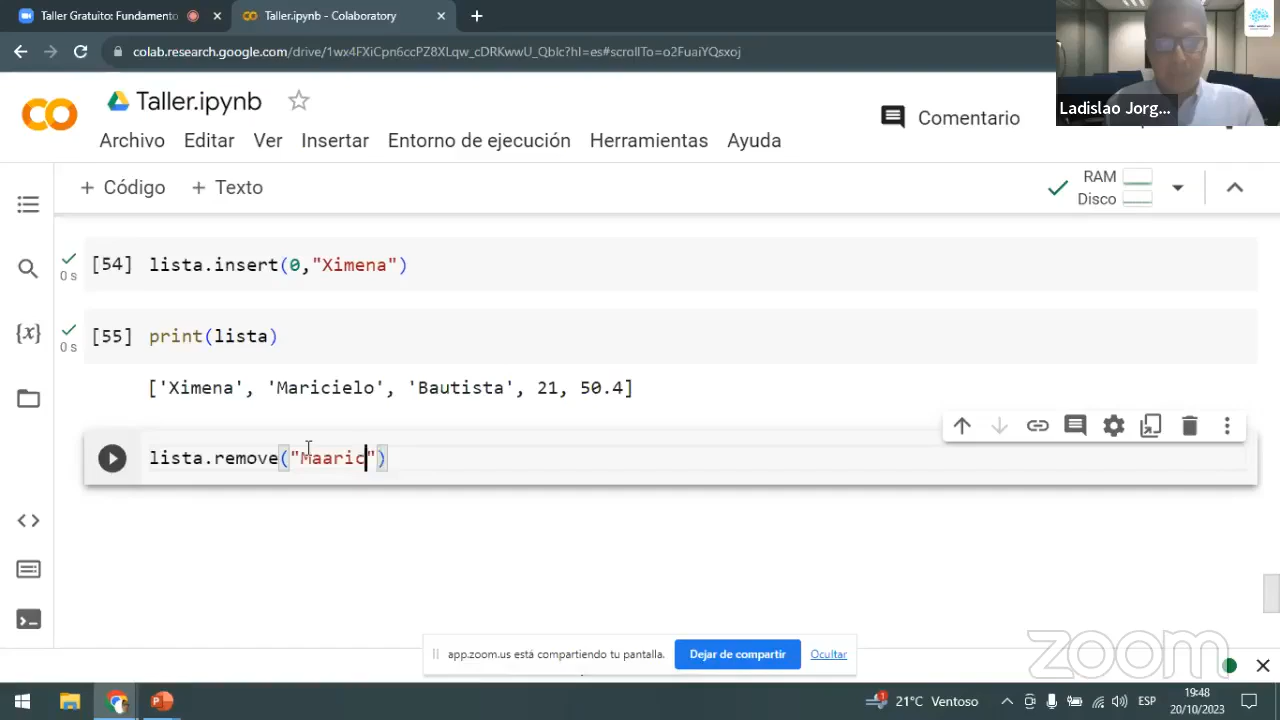 Taller Gratuito: Fundamento
Taller.ipynb - Colaboratory
colab.research.google.com/drive/1wx4FXiCpn6ccPZ8XLqw_cDRKwwU_Qblc?hl=es#scrollTo=o2FuaiYQsxoj
Ladislao Jorg...
Taller.ipynb
Comentario
Archivo Editar Ver Insertar Entorno de ejecución Herramientas Ayuda
+ Código + Texto
RAM
Disco
[54] lista.insert(0,"Ximena")
0 s
[55] print(lista)
0 s
['Ximena', 'Maricielo', 'Bautista', 21, 50.4]
lista.remove("Maaric")
app.zoom.us está compartiendo tu pantalla.
Dejar de compartir
Ocultar
zoom
21°C Ventoso
ESP
19:48
20/10/2023